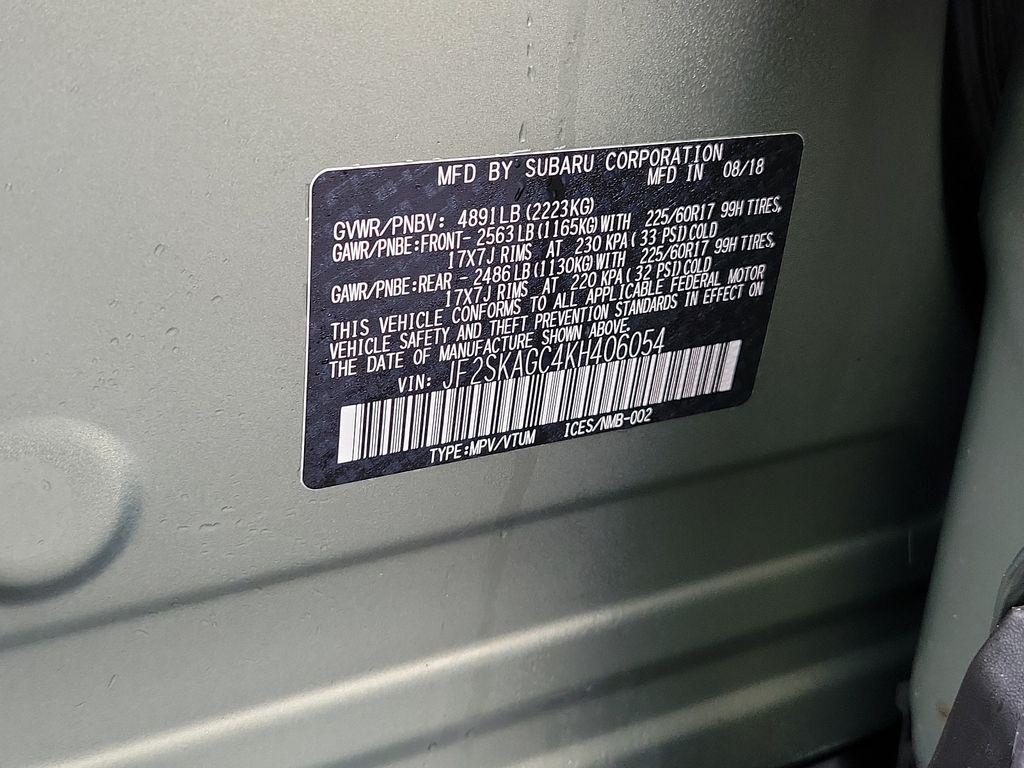 MFD BY SUBARU CORPORATION
MFD IN 08/18
GVWR/PNBV: 4891LB (2223KG)
GAWR/PNBE:FRONT- 2563LB (1165KG)WITH 225/60R17 99H TIRES,
17X7J RIMS AT 230 KPA( 33 PSI)COLD
GAWR/PNBE:REAR - 2486LB (1130KG)WITH 225/60R17 99H TIRES,
17X7J RIMS AT 220 KPA( 32 PSI)COLD
THIS VEHICLE CONFORMS TO ALL APPLICABLE FEDERAL MOTOR
VEHICLE SAFETY AND THEFT PREVENTION STANDARDS IN EFFECT ON
THE DATE OF MANUFACTURE SHOWN ABOVE.
VIN: JF2SKAGC4KH406054
TYPE:MPV/VTUM ICES/NMB-002